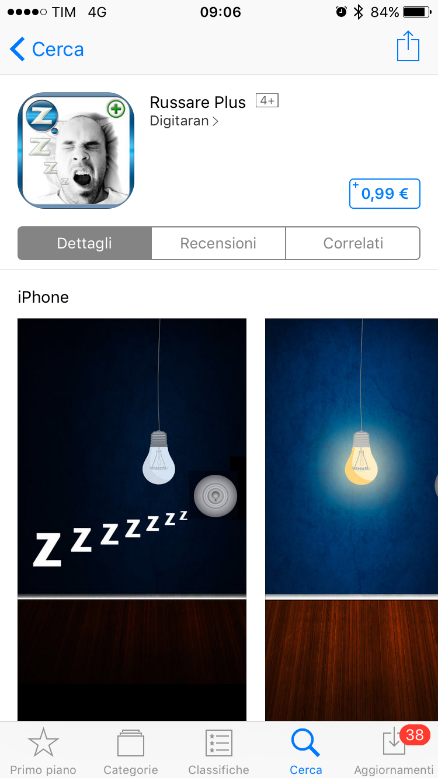 TIM 4G 09:06 84%
Cerca
Russare Plus 4+
Digitaran >
+ 0,99 €
Dettagli Recensioni Correlati
iPhone
z z z z z z z
Primo piano Categorie Classifiche Cerca Aggiornamenti 38